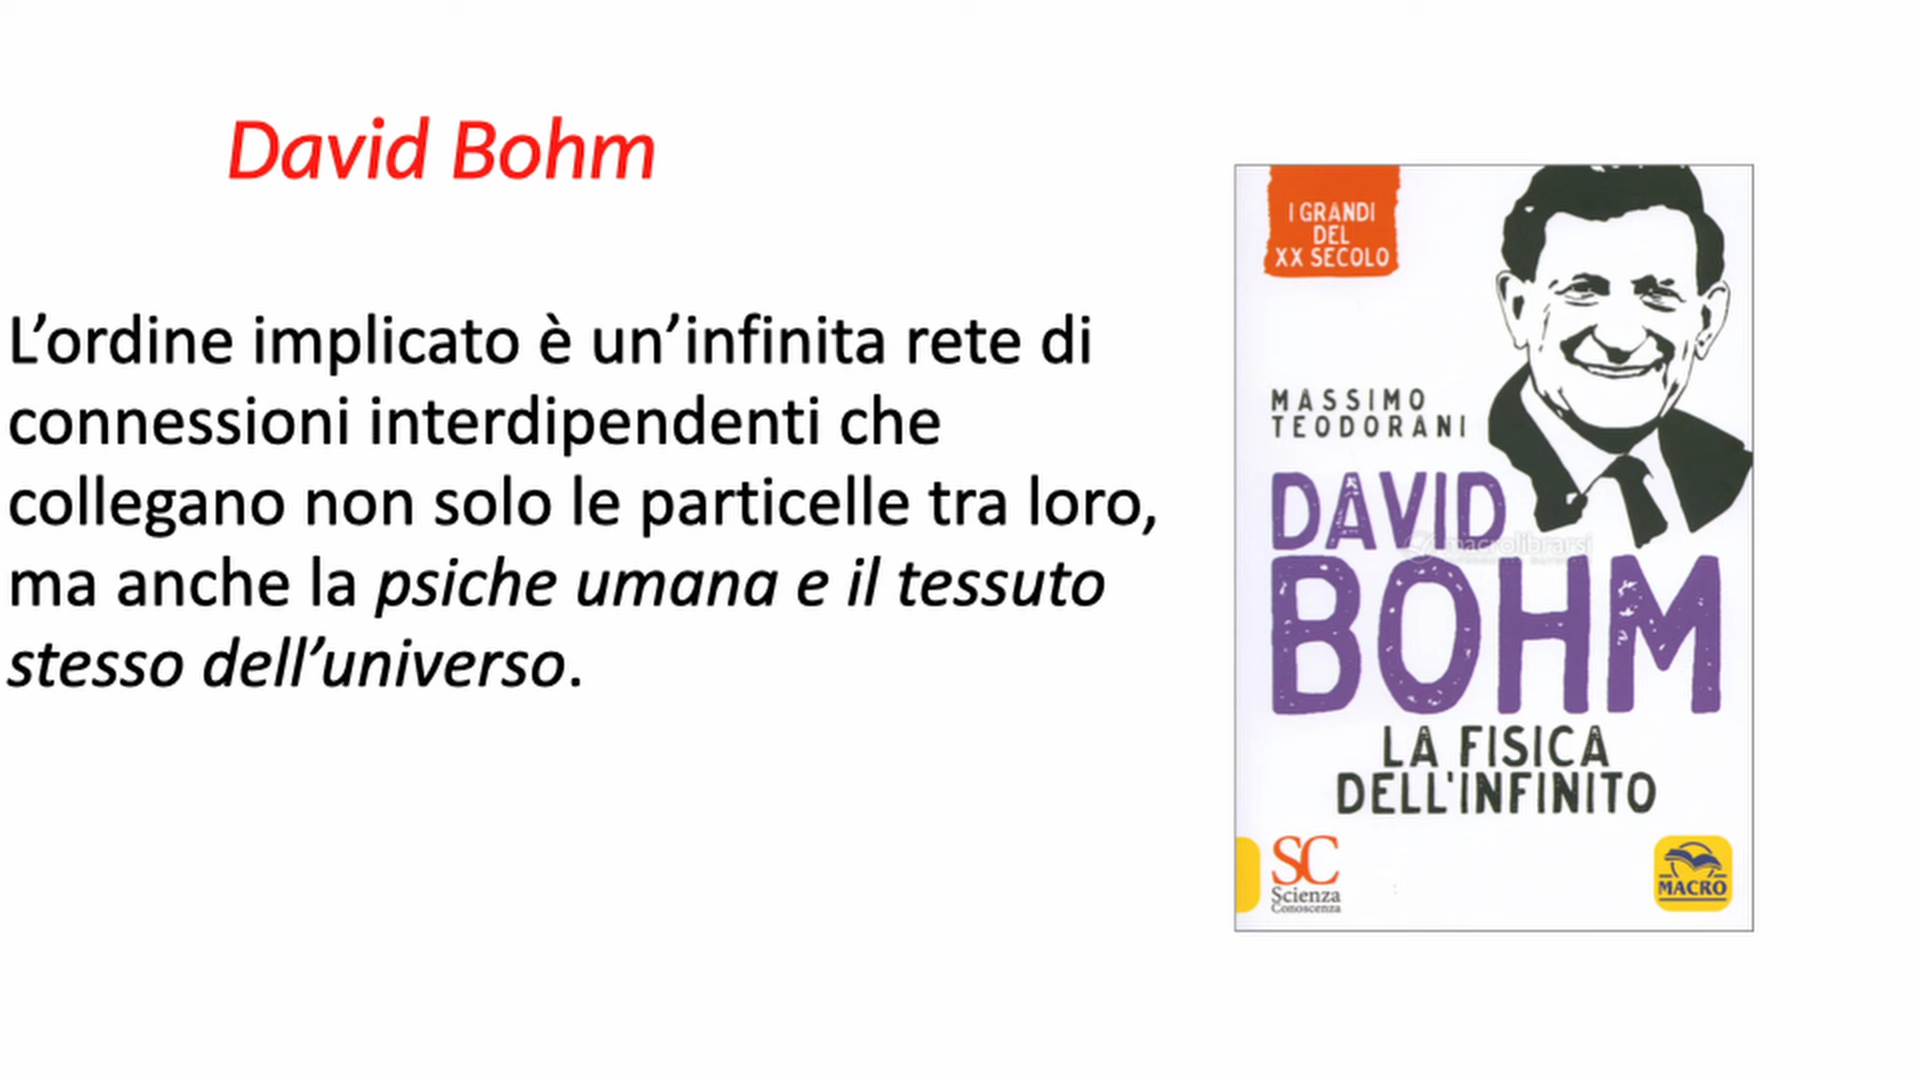 David Bohm
L’ordine implicato è un’infinita rete di
connessioni interdipendenti che
collegano non solo le particelle tra loro,
ma anche la psiche umana e il tessuto
stesso dell’universo.
I GRANDI
DEL
XX SECOLO
MASSIMO
TEODORANI
macrolibrarsi
DAVID
BOHM
LA FISICA
DELL'INFINITO
SC
Scienza
Conoscenza
MACRO